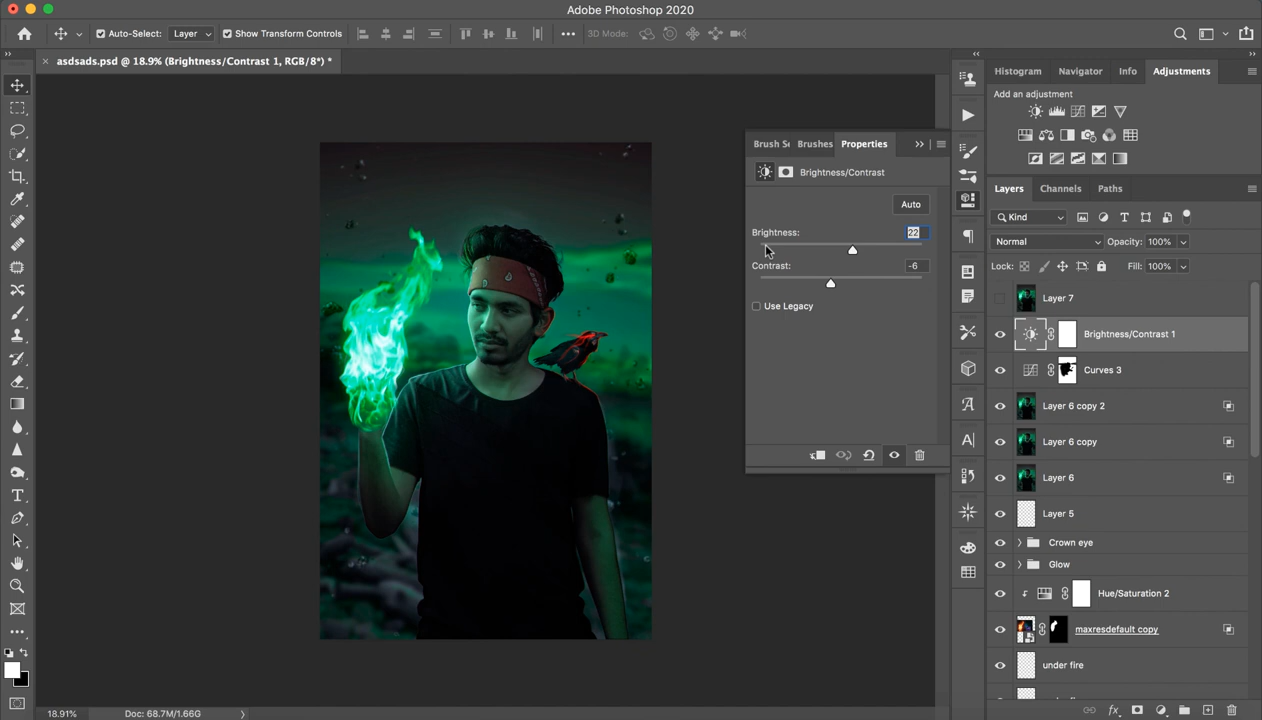 Adobe Photoshop 2020
Auto-Select: Layer Show Transform Controls 3D Mode:
asdsads.psd @ 18.9% (Brightness/Contrast 1, RGB/8*) *
Histogram Navigator Info Adjustments
Add an adjustment
Brush Se Brushes Properties
Brightness/Contrast
Auto
Brightness: 22
Contrast: -6
Use Legacy
Layers Channels Paths
Kind
Normal Opacity: 100%
Lock: Fill: 100%
Layer 7
Brightness/Contrast 1
Curves 3
Layer 6 copy 2
Layer 6 copy
Layer 6
Layer 5
Crown eye
Glow
Hue/Saturation 2
maxresdefault copy
under fire
18.91% Doc: 68.7M/1.66G